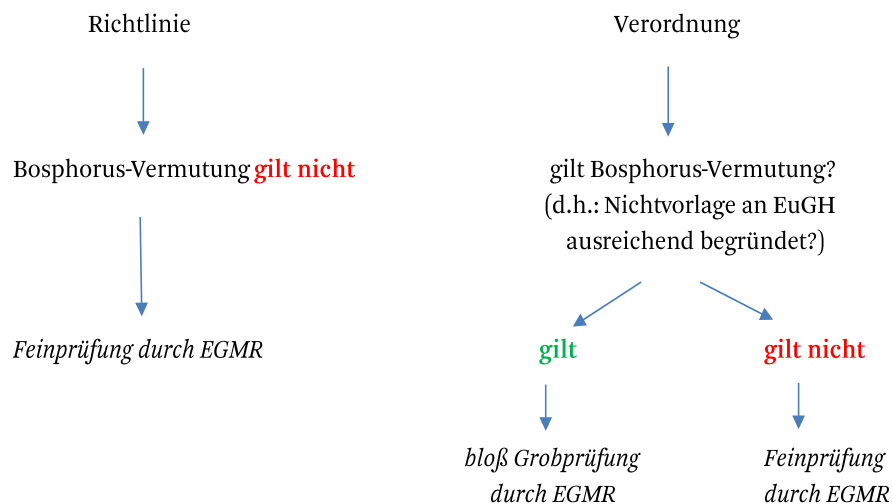 Richtlinie
Verordnung
Bosphorus-Vermutung gilt nicht
gilt Bosphorus-Vermutung?
(d.h.: Nichtvorlage an EuGH
ausreichend begründet?)
Feinprüfung durch EGMR
gilt
gilt nicht
bloß Grobprüfung
durch EGMR
Feinprüfung
durch EGMR